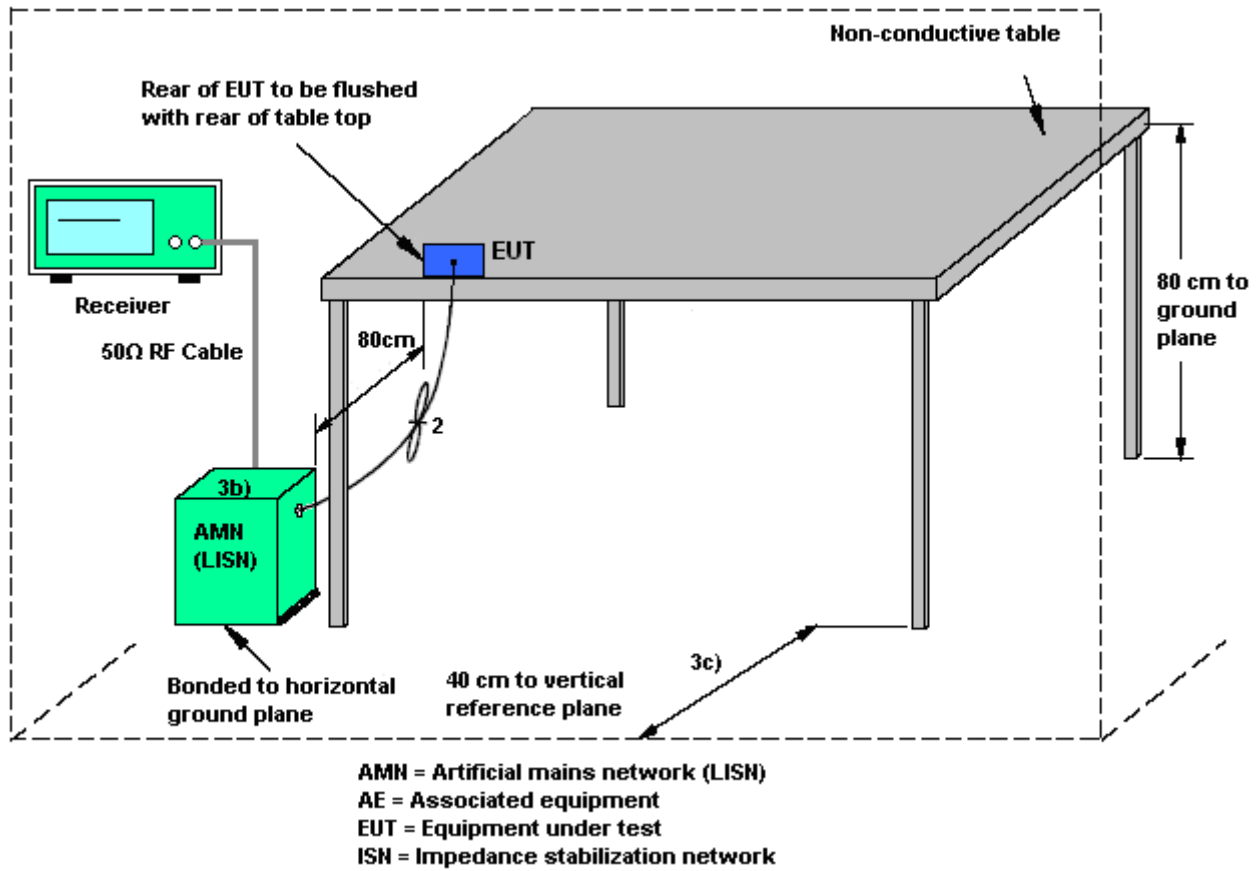 Non-conductive table
Rear of EUT to be flushed
with rear of table top
EUT
Receiver
50Ω RF Cable
80cm
80 cm to
ground
plane
2
3b)
AMN
(LISN)
3c)
Bonded to horizontal
ground plane
40 cm to vertical
reference plane
AMN = Artificial mains network (LISN)
AE = Associated equipment
EUT = Equipment under test
ISN = Impedance stabilization network